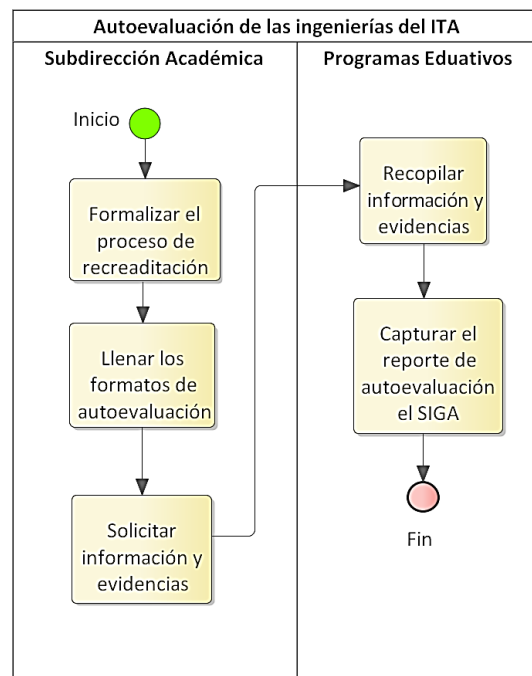 Autoevaluación de las ingenierías del ITA
Subdirección Académica
Programas Eduativos
Inicio
Formalizar el
proceso de
recreaditación
Llenar los
formatos de
autoevaluación
Solicitar
información y
evidencias
Recopilar
información y
evidencias
Capturar el
reporte de
autoevaluación
el SIGA
Fin